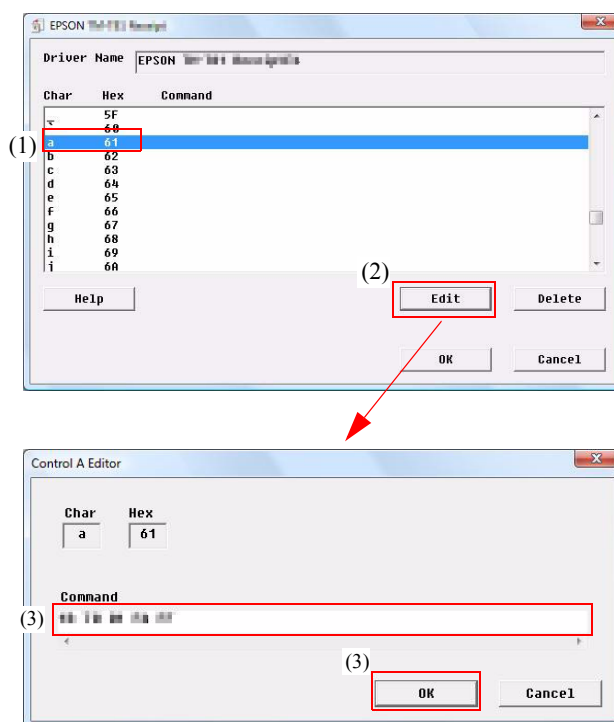 EPSON
Driver Name EPSON
Char Hex Command
_ 5F
` 60
(1)
a 61
b 62
c 63
d 64
e 65
f 66
g 67
h 68
i 69
j 6A
(2)
Help Edit Delete
OK Cancel
Control A Editor
Char Hex
a 61
Command
(3)
(3)
OK Cancel